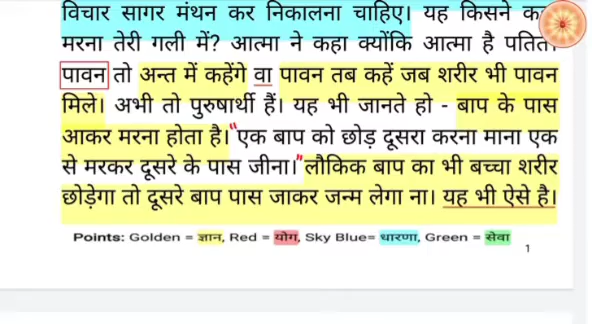 विचार सागर मंथन कर निकालना चाहिए। यह किसने
मरना तेरी गली में? आत्मा ने कहा क्योंकि आत्मा है पतित।
पावन तो अन्त में कहेंगे वा पावन तब कहें जब शरीर भी पावन
मिले। अभी तो पुरुषार्थी हैं। यह भी जानते हो - बाप के पास
आकर मरना होता है।"एक बाप को छोड़ दूसरा करना माना एक
से मरकर दूसरे के पास जीना।"लौकिक बाप का भी बच्चा शरीर
छोड़ेगा तो दूसरे बाप पास जाकर जन्म लेगा ना। यह भी ऐसे है।
Points: Golden = ज्ञान, Red = योग, Sky Blue= धारणा, Green = सेवा
1